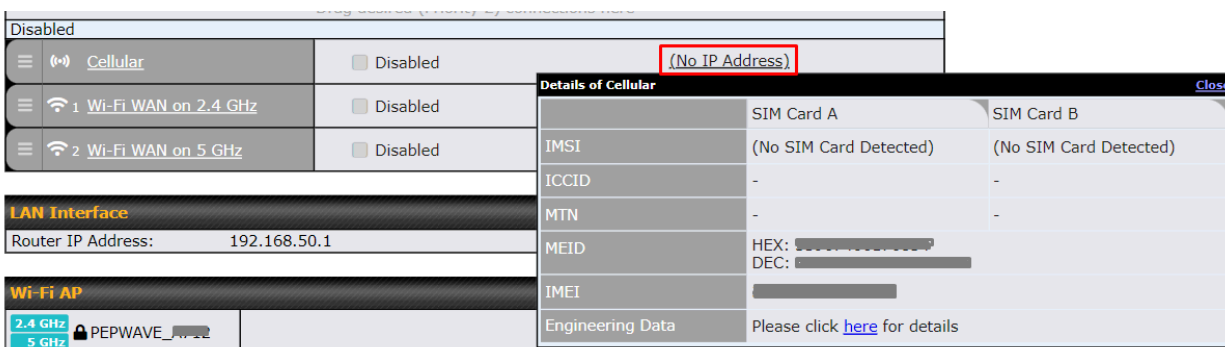 Disabled
Cellular Disabled (No IP Address)
1 Wi-Fi WAN on 2.4 GHz Disabled
2 Wi-Fi WAN on 5 GHz Disabled
LAN Interface
Router IP Address: 192.168.50.1
Wi-Fi AP
2.4 GHz
5 GHz
Details of Cellular Close
SIM Card A SIM Card B
IMSI (No SIM Card Detected) (No SIM Card Detected)
ICCID - -
MTN - -
MEID HEX:
DEC:
IMEI
Engineering Data Please click here for details